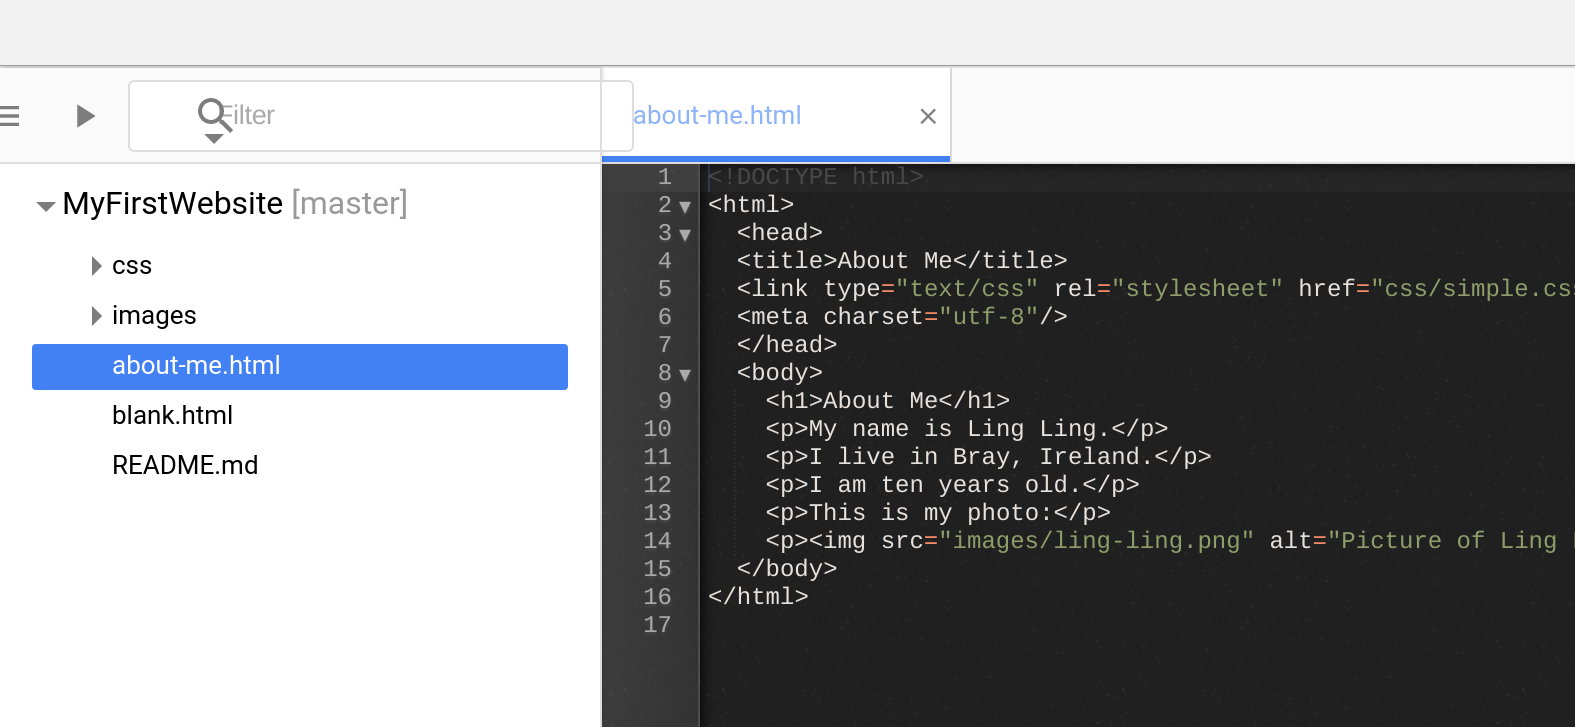 Filter
about-me.html ×
MyFirstWebsite [master]
css
images
about-me.html
blank.html
README.md
1 <!DOCTYPE html>
2 <html>
3 <head>
4 <title>About Me</title>
5 <link type="text/css" rel="stylesheet" href="css/simple.cs
6 <meta charset="utf-8"/>
7 </head>
8 <body>
9 <h1>About Me</h1>
10 <p>My name is Ling Ling.</p>
11 <p>I live in Bray, Ireland.</p>
12 <p>I am ten years old.</p>
13 <p>This is my photo:</p>
14 <p><img src="images/ling-ling.png" alt="Picture of Ling
15 </body>
16 </html>
17